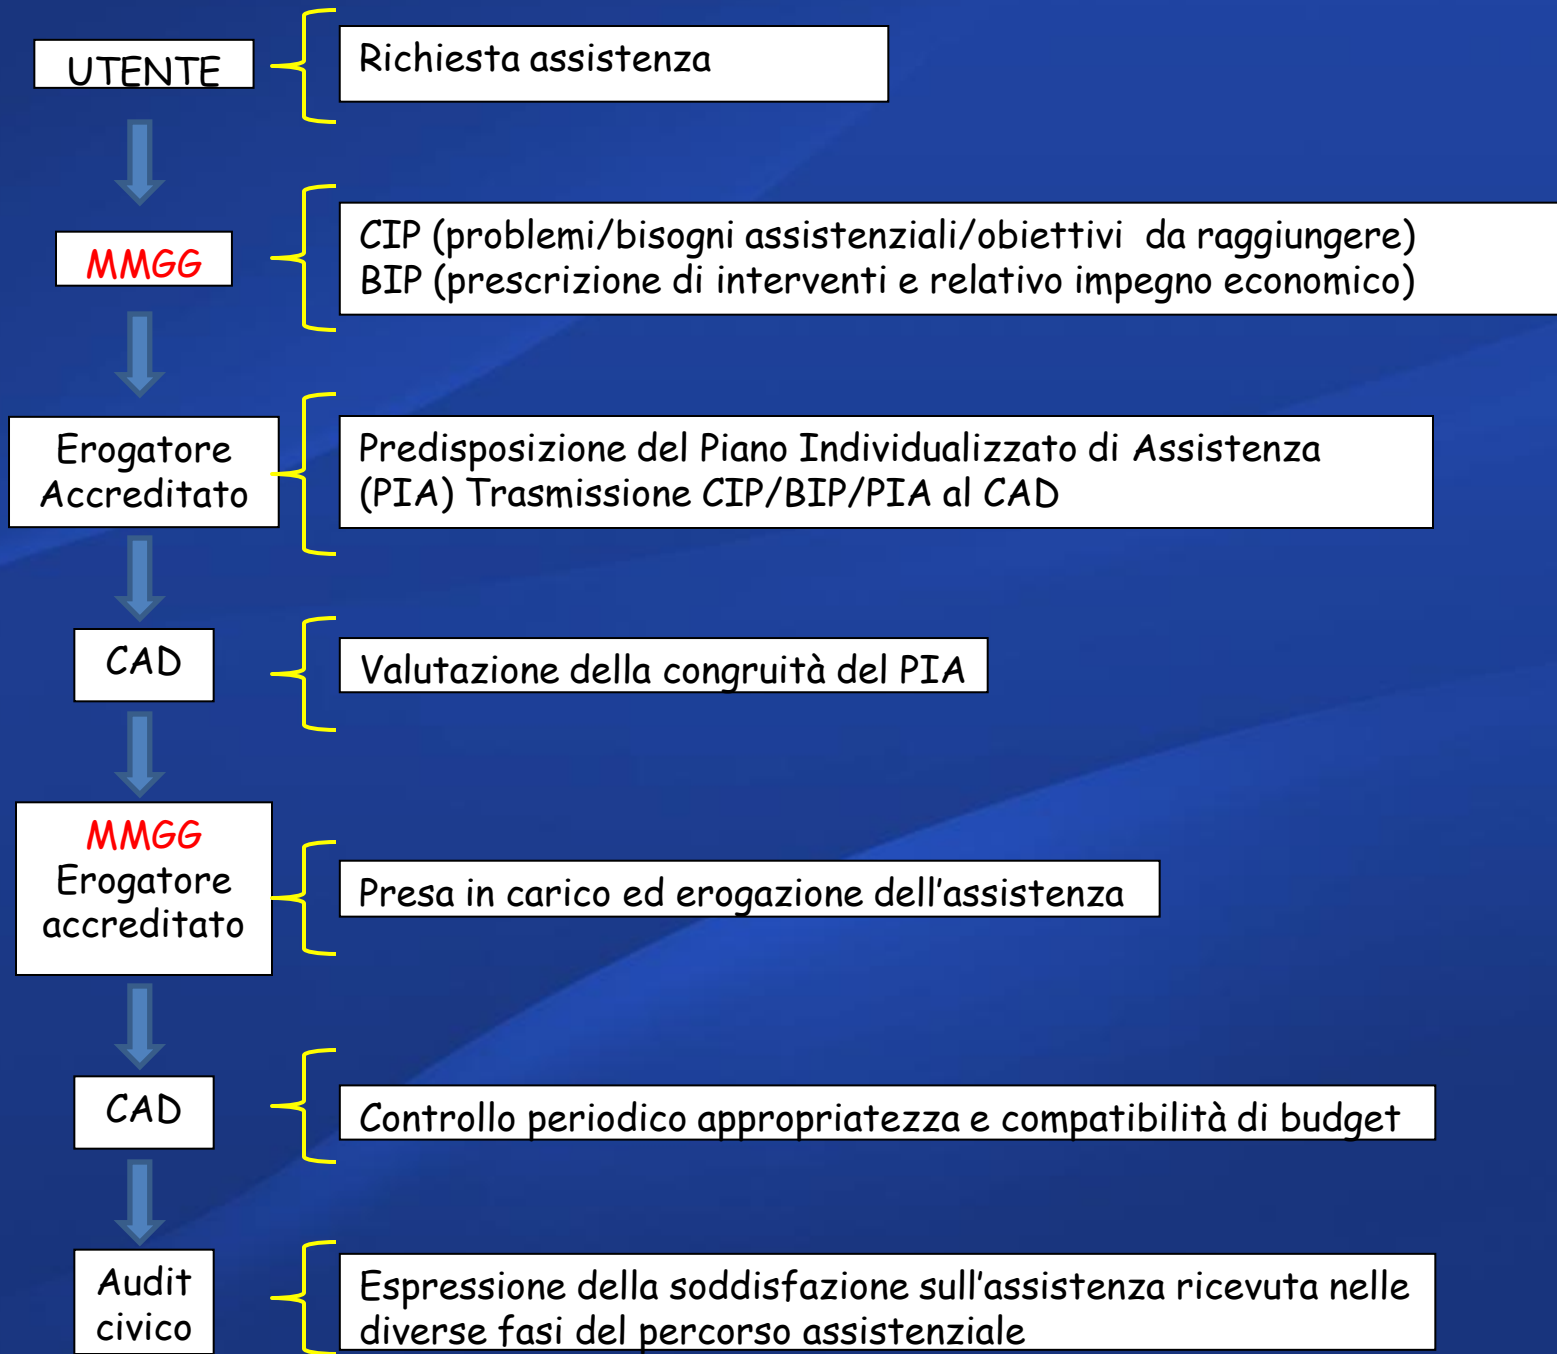 UTENTE
Richiesta assistenza
MMGG
CIP (problemi/bisogni assistenziali/obiettivi da raggiungere)
BIP (prescrizione di interventi e relativo impegno economico)
Erogatore
Accreditato
Predisposizione del Piano Individualizzato di Assistenza
(PIA) Trasmissione CIP/BIP/PIA al CAD
CAD
Valutazione della congruità del PIA
MMGG
Erogatore
accreditato
Presa in carico ed erogazione dell'assistenza
CAD
Controllo periodico appropriatezza e compatibilità di budget
Audit
civico
Espressione della soddisfazione sull'assistenza ricevuta nelle
diverse fasi del percorso assistenziale